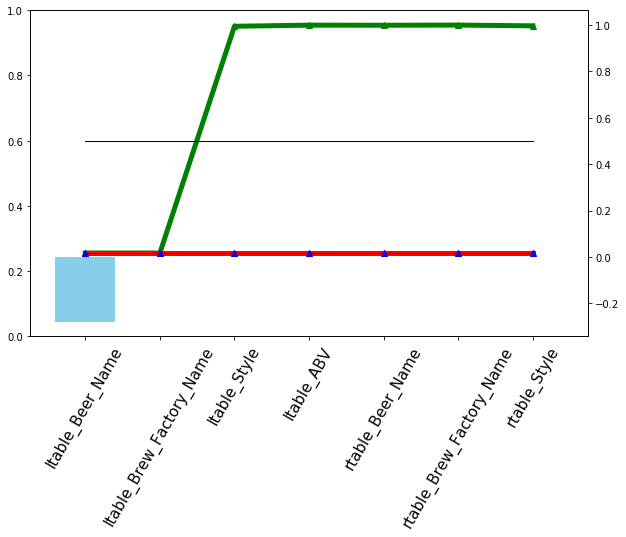 1.0
0.8
0.6
0.4
0.2
0.0
1.0
0.8
0.6
0.4
0.2
0.0
−0.2
ltable_Beer_Name
ltable_Brew_Factory_Name
ltable_Style
ltable_ABV
rtable_Beer_Name
rtable_Brew_Factory_Name
rtable_Style